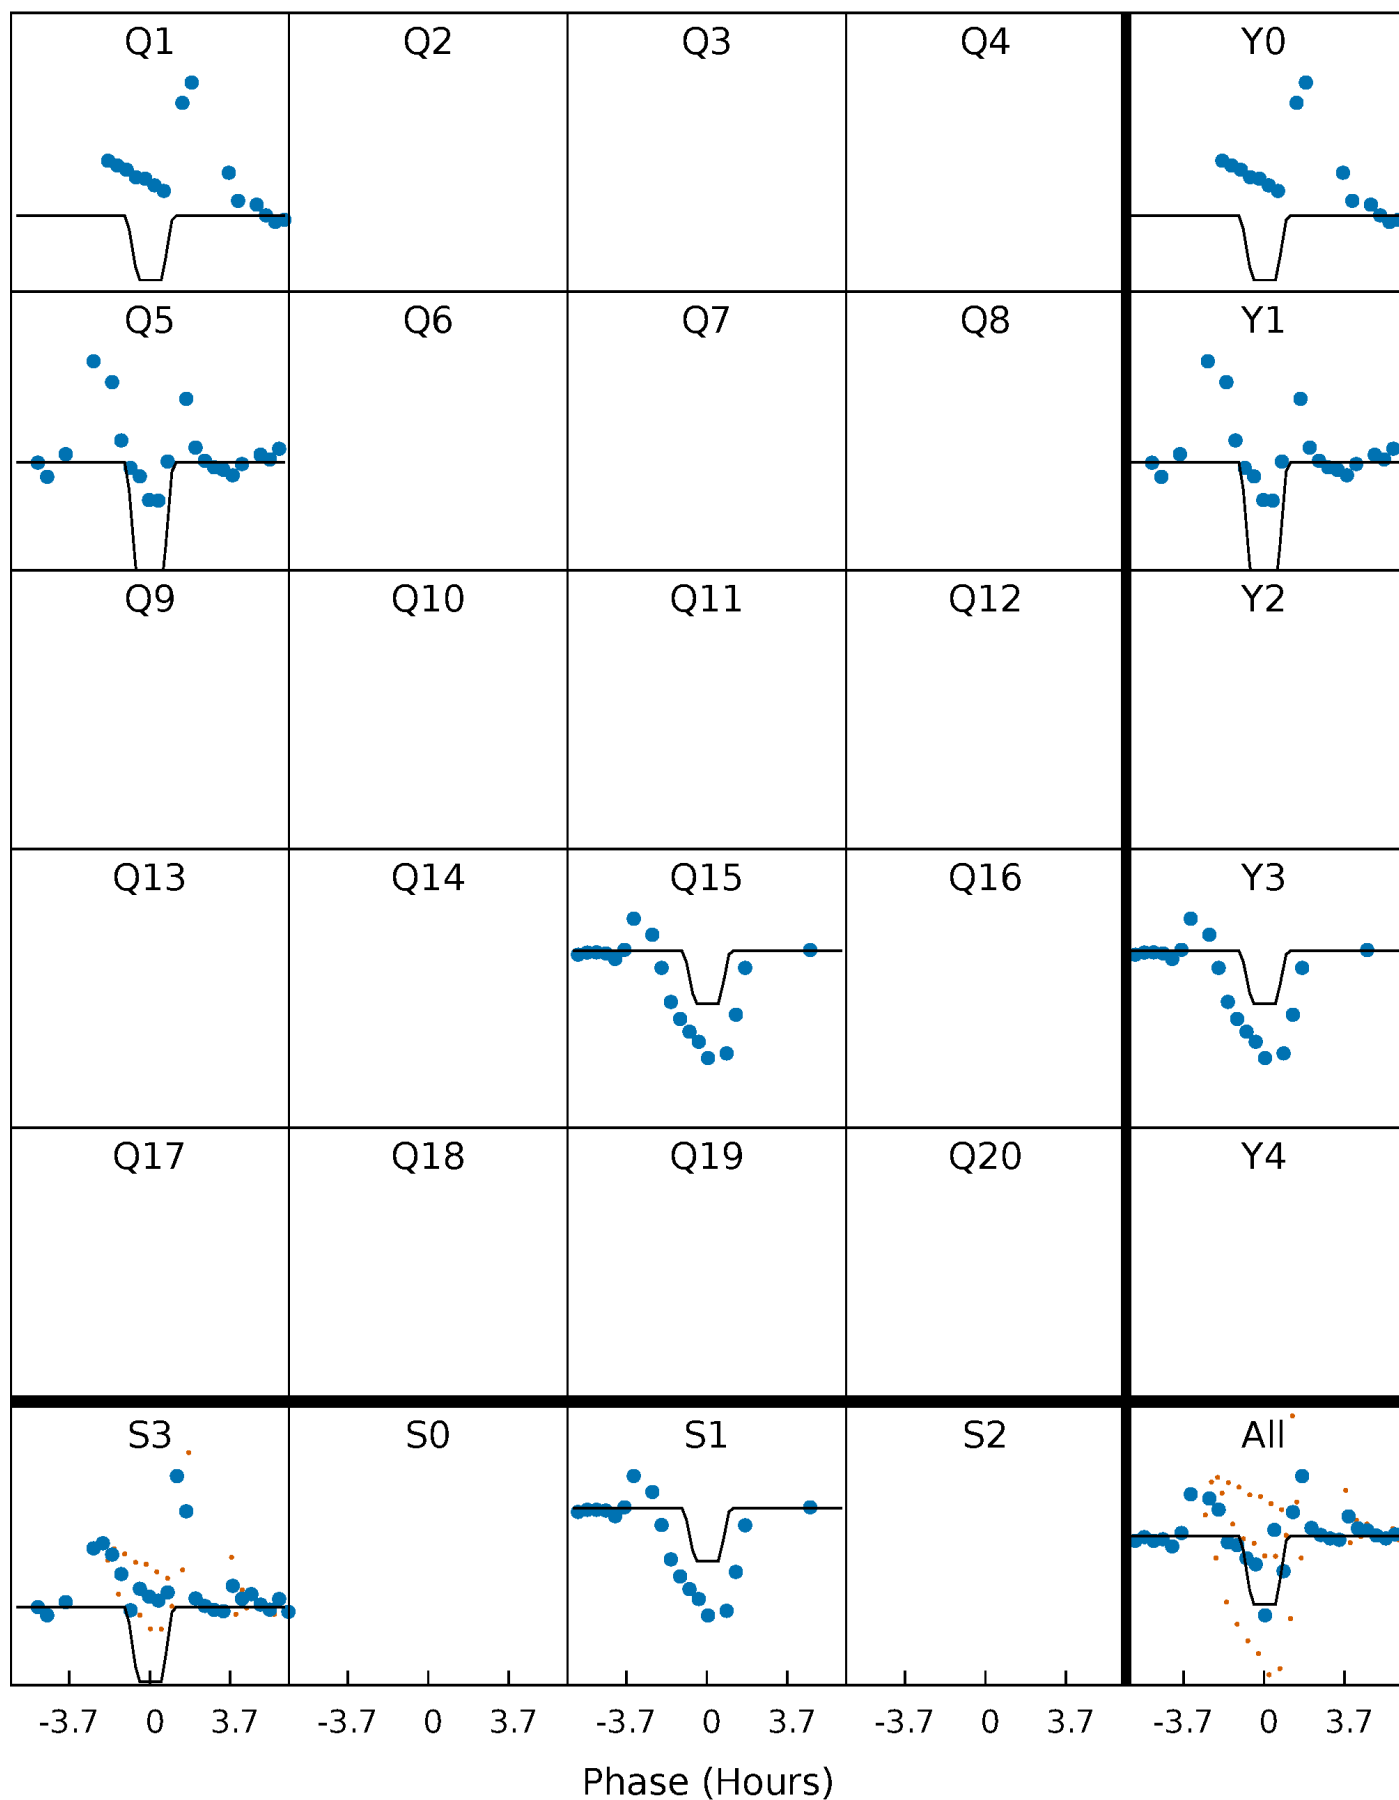 Q1 Q2 Q3 Q4 Y0
Q5 Q6 Q7 Q8 Y1
Q9 Q10 Q11 Q12 Y2
Q13 Q14 Q15 Q16 Y3
Q17 Q18 Q19 Q20 Y4
S3 S0 S1 S2 All
-3.7 0 3.7 -3.7 0 3.7 -3.7 0 3.7 -3.7 0 3.7 -3.7 0 3.7
Phase (Hours)